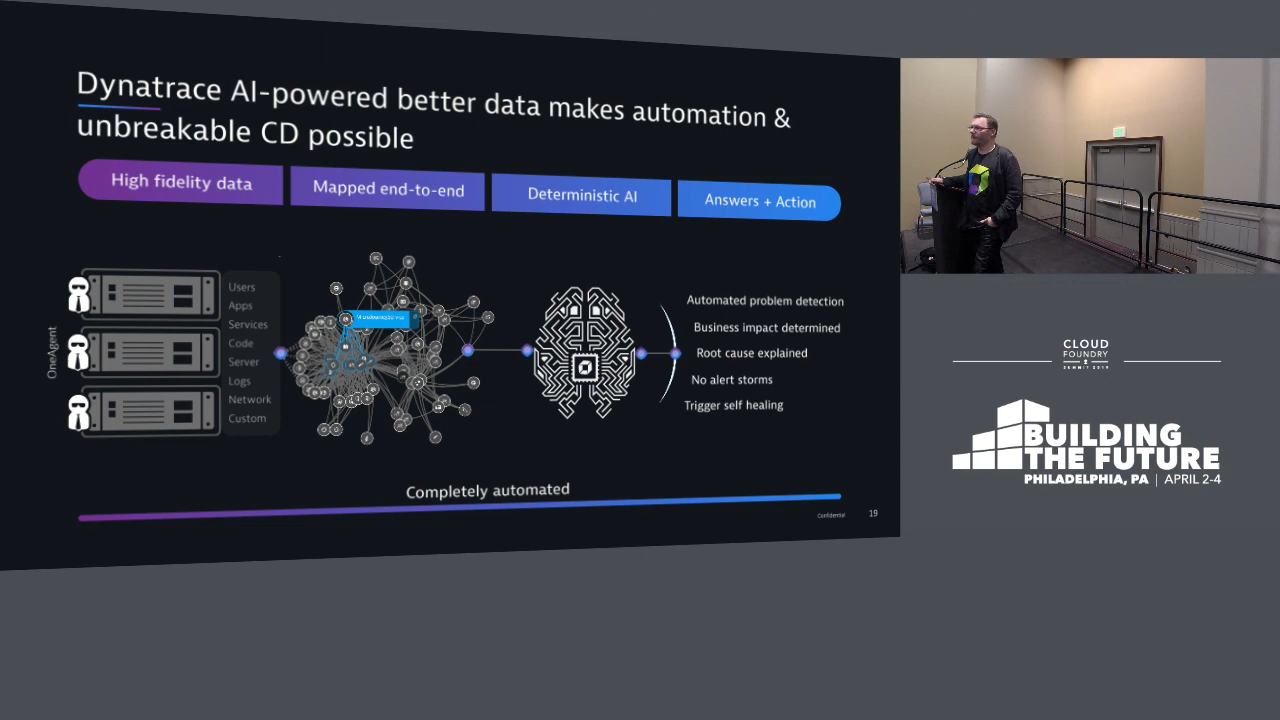 Dynatrace AI-powered better data makes automation &
unbreakable CD possible
High fidelity data
Mapped end-to-end
Deterministic AI
Answers + Action
OneAgent
Users
Apps
Services
Code
Server
Logs
Network
Custom
Automated problem detection
Business impact determined
Root cause explained
No alert storms
Trigger self healing
Completely automated
Confidential
19
CLOUD
FOUNDRY
SUMMIT 2019
BUILDING
THE FUTURE
PHILADELPHIA, PA | APRIL 2-4